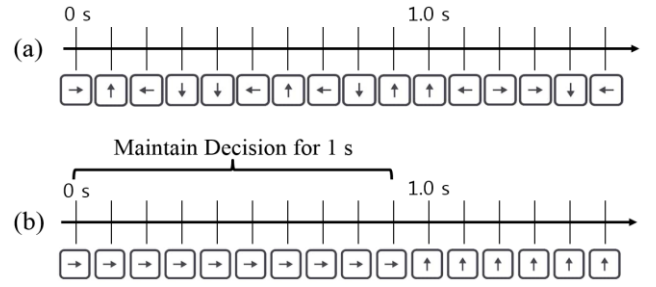 0 s 1.0 s
(a)
→ ↑ ← ↓ ↓ ← ↑ ← ↓ ↑ ↑ ← → → ↓ ←
Maintain Decision for 1 s
0 s 1.0 s
(b)
→ → → → → → → → → → ↑ ↑ ↑ ↑ ↑ ↑